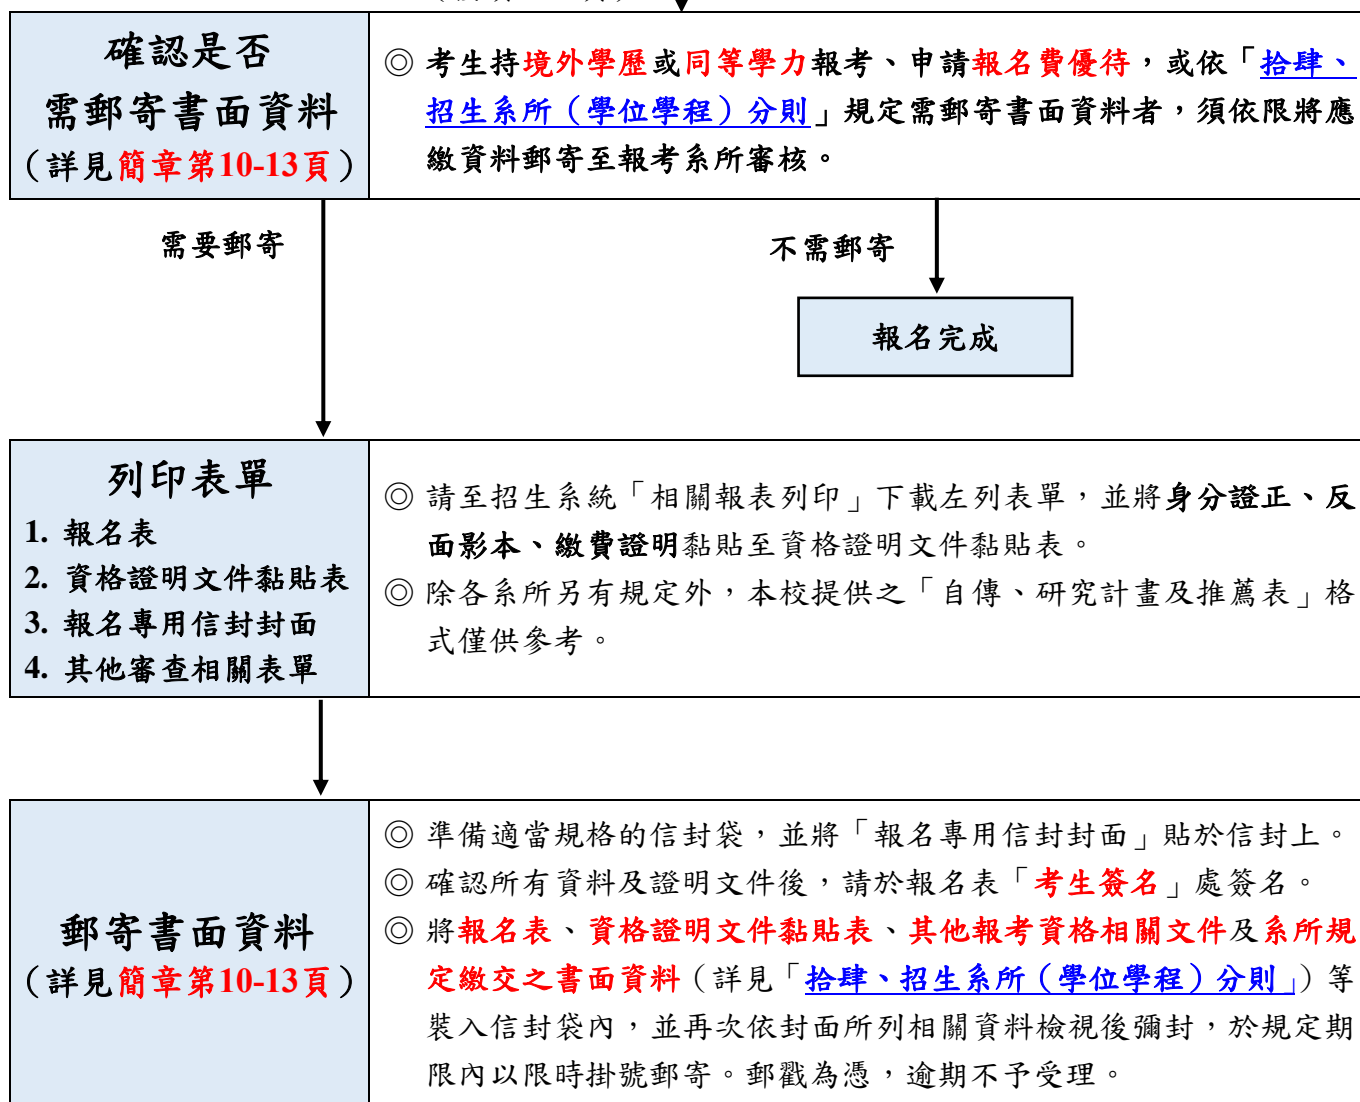 確認是否
需郵寄書面資料
（詳見簡章第10-13頁）
◎ 考生持境外學歷或同等學力報考、申請報名費優待，或依「拾肆、
招生系所（學位學程）分則」規定需郵寄書面資料者，須依限將應
繳資料郵寄至報考系所審核。
需要郵寄
不需郵寄
報名完成
列印表單
1. 報名表
2. 資格證明文件黏貼表
3. 報名專用信封封面
4. 其他審查相關表單
◎ 請至招生系統「相關報表列印」下載左列表單，並將身分證正、反
面影本、繳費證明黏貼至資格證明文件黏貼表。
◎ 除各系所另有規定外，本校提供之「自傳、研究計畫及推薦表」格
式僅供參考。
郵寄書面資料
（詳見簡章第10-13頁）
◎ 準備適當規格的信封袋，並將「報名專用信封封面」貼於信封上。
◎ 確認所有資料及證明文件後，請於報名表「考生簽名」處簽名。
◎ 將報名表、資格證明文件黏貼表、其他報考資格相關文件及系所規
定繳交之書面資料（詳見「拾肆、招生系所（學位學程）分則」）等
裝入信封袋內，並再次依封面所列相關資料檢視後彌封，於規定期
限內以限時掛號郵寄。郵戳為憑，逾期不予受理。